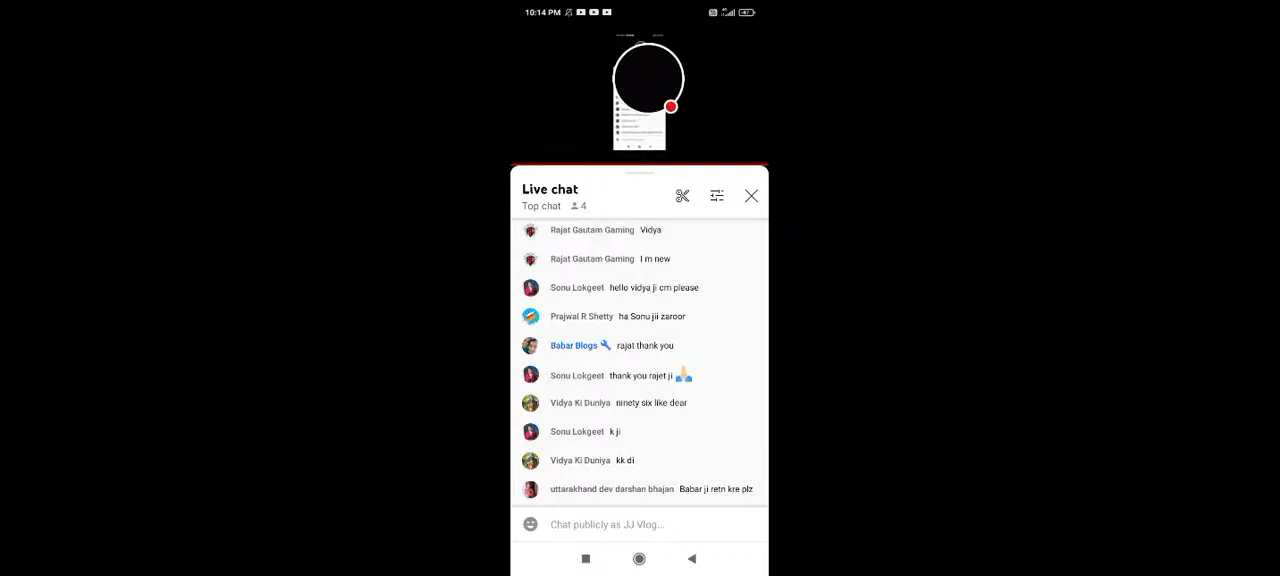 10:14 PM
Live chat
Top chat 4
Rajat Gautam Gaming Vidya
Rajat Gautam Gaming I m new
Sonu Lokgeet hello vidya ji cm please
Prajwal R Shetty ha Sonu jii zaroor
Babar Blogs rajat thank you
Sonu Lokgeet thank you rajet ji
Vidya Ki Duniya ninety six like dear
Sonu Lokgeet k ji
Vidya Ki Duniya kk di
uttarakhand dev darshan bhajan Babar ji retn kre plz
Chat publicly as JJ Vlog...